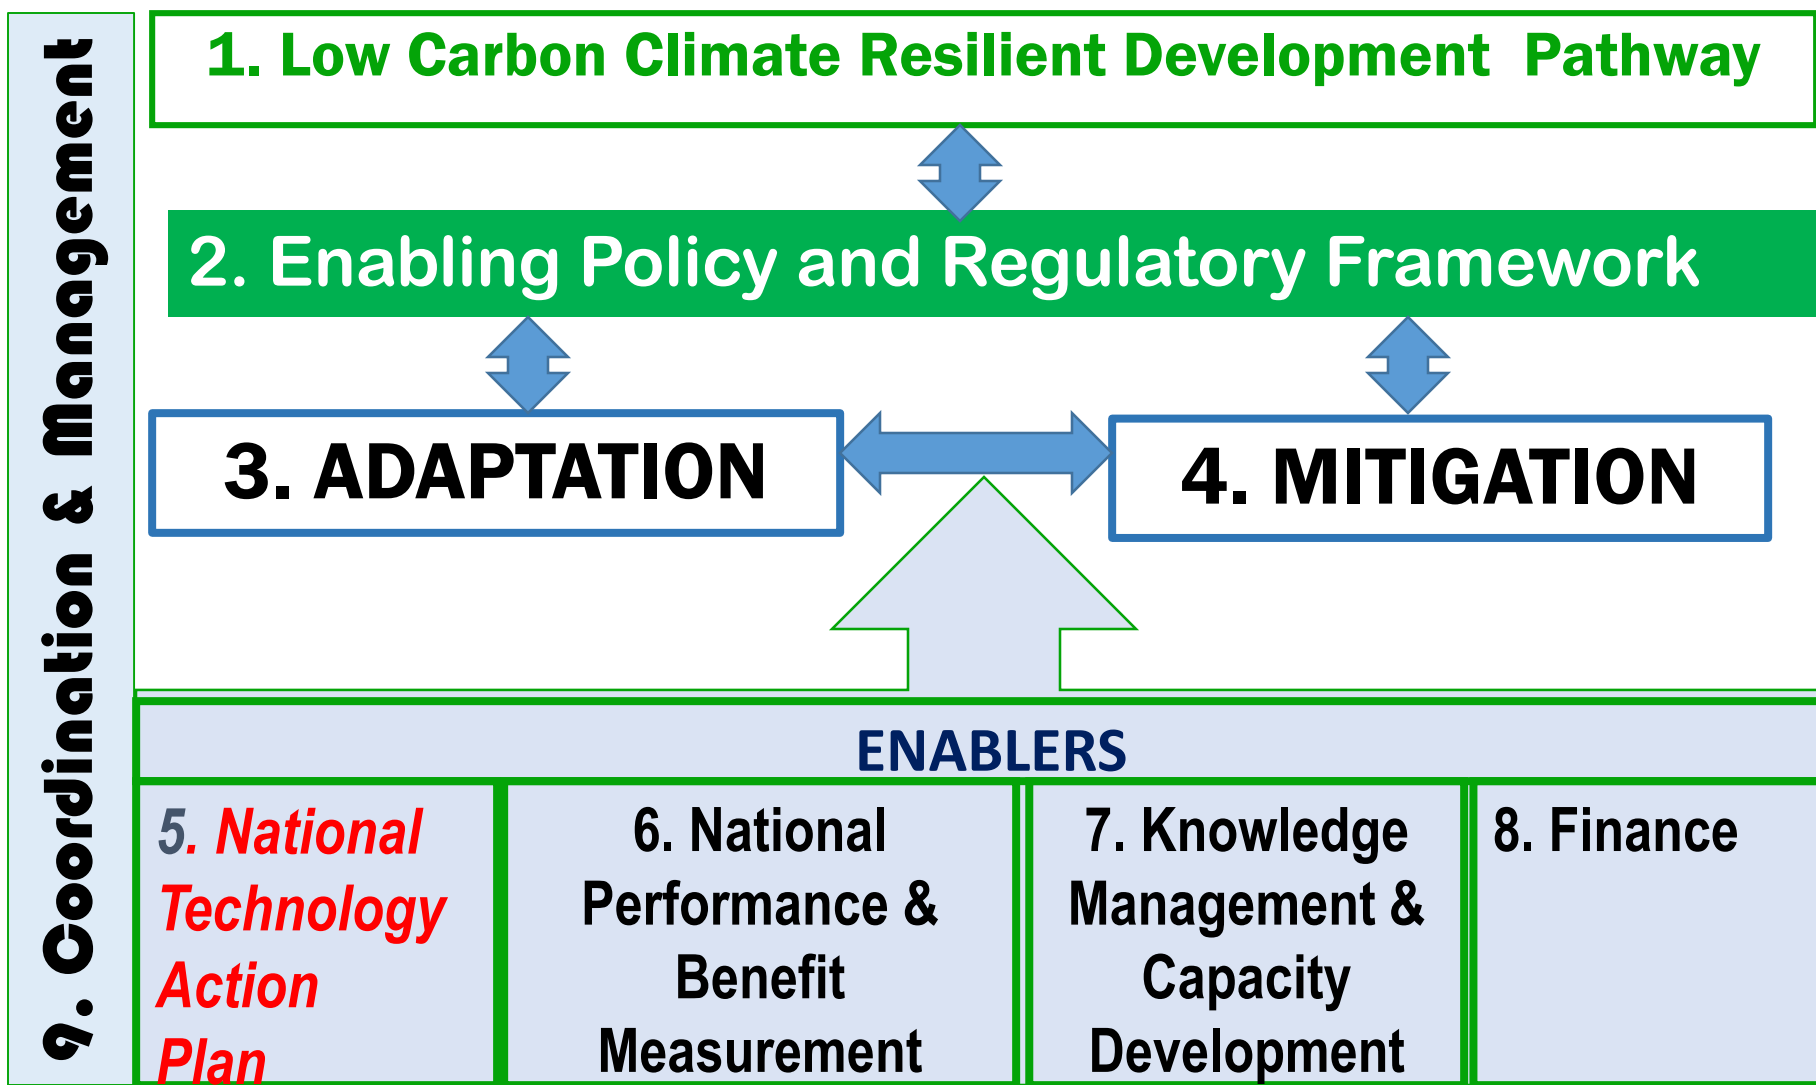 9. Coordination & Management
1. Low Carbon Climate Resilient Development Pathway
2. Enabling Policy and Regulatory Framework
3. ADAPTATION
4. MITIGATION
ENABLERS
5. National
Technology
Action
Plan
6. National
Performance &
Benefit
Measurement
7. Knowledge
Management &
Capacity
Development
8. Finance